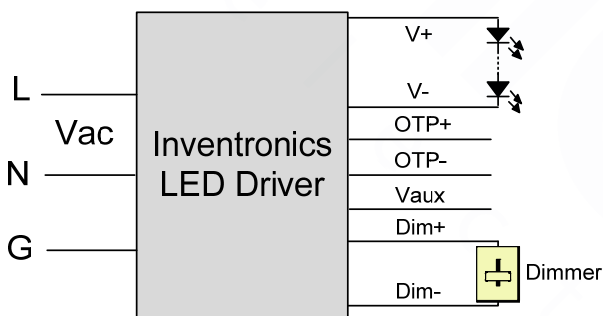 L
Vac
N
G
Inventronics
LED Driver
V+
V-
OTP+
OTP-
Vaux
Dim+
Dim-
Dimmer